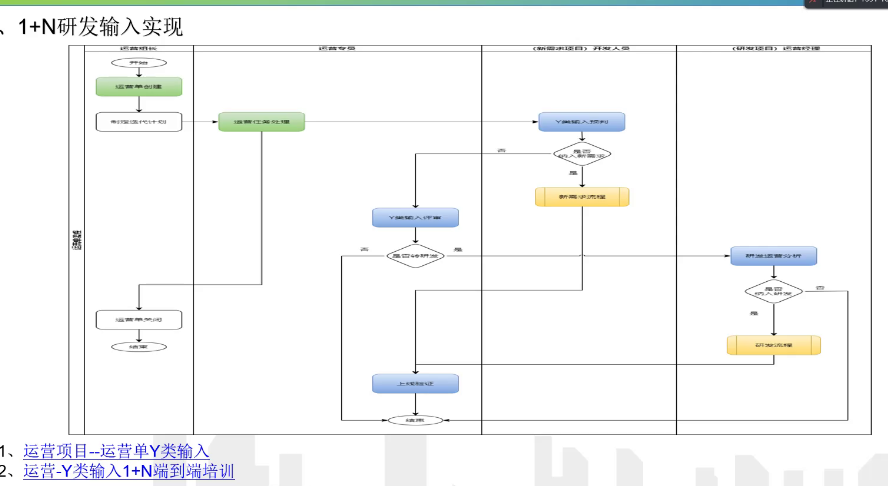 、1+N研发输入实现
运营组长
运营专员
(新需求项目) 开发人员
(研发项目) 运营经理
开始
运营单创建
制定迭代计划
运营任务处理
Y类输入预判
是否
纳入新需求
否
是
新需求流程
Y类输入评审
否
是否转研发
是
研发运营分析
是否
纳入研发
否
是
研发流程
运营单关闭
结束
上线验证
结束
1、运营项目--运营单Y类输入
2、运营-Y类输入1+N端到端培训